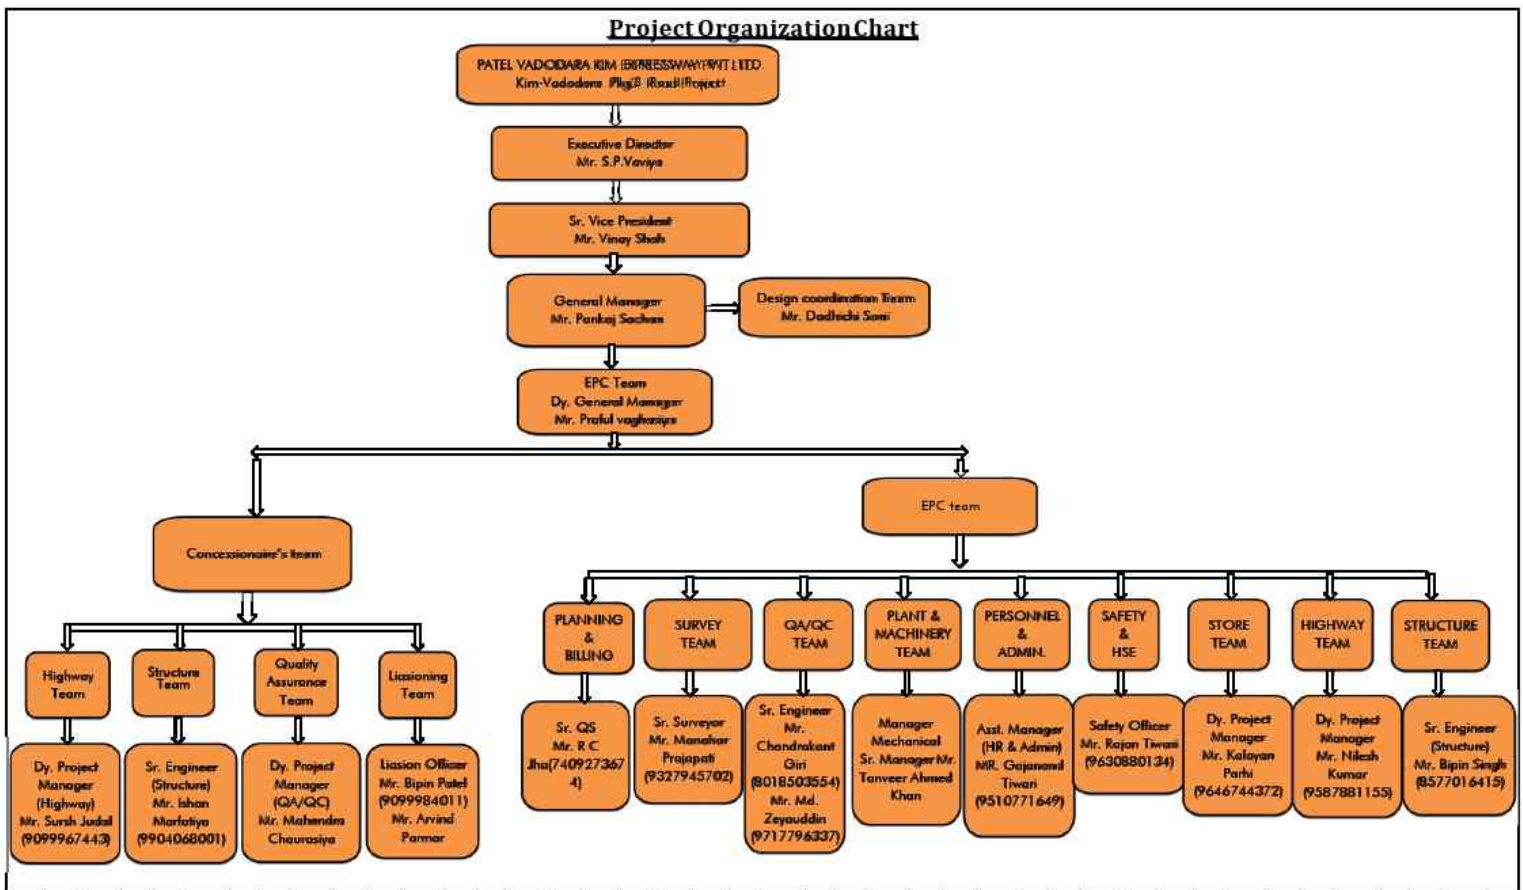 Project Organization Chart
PATEL VADODARA KIM EXPRESSWAY PVT LTD
Kim-Vadodara Road Project
Executive Director
Mr. S.P.Vaviya
Sr. Vice President
Mr. Vinay Shah
General Manager
Mr. Pankaj Sachan
Design coordination Team
Mr. Dadhichi Soni
EPC Team
Dy. General Manager
Mr. Praful vaghasiya
EPC team
Concessionaire's team
Highway
Team
Structure
Team
Quality
Assurance
Team
Liasioning
Team
Dy. Project
Manager
(Highway)
Mr. Sursh
(9099967443)
Sr. Engineer
(Structure)
Mr. Ishan
Marfatiya
(9904068001)
Dy. Project
Manager
(QA/QC)
Mr. Mahendra
Chaurasiya
Liasion Officer
Mr. Bipin Patel
(9099984011)
Mr. Arvind
Parmar
PLANNING
&
BILLING
SURVEY
TEAM
QA/QC
TEAM
PLANT &
MACHINERY
TEAM
PERSONNEL
&
ADMIN.
SAFETY
&
HSE
STORE
TEAM
HIGHWAY
TEAM
STRUCTURE
TEAM
Sr. QS
Mr. R C
Jha(740927367
4)
Sr. Surveyor
Mr. Manohar
Prajapati
(9327945702)
Sr. Engineer
Mr.
Chandrakant
Giri
(8018503554)
Mr. Md.
Zeyauddin
(9717796337)
Manager
Mechanical
Sr. Manager Mr.
Tanveer Ahmed
Khan
Asst. Manager
(HR & Admin)
MR. Gajanand
Tiwari
(9510771649)
Safety Officer
Mr. Rajan Tiwari
(9630880134)
Dy. Project
Manager
Mr. Kalayan
Parhi
(9646744372)
Dy. Project
Manager
Mr. Nilesh
Kumar
(9587881155)
Sr. Engineer
(Structure)
Mr. Bipin Singh
(8577016415)